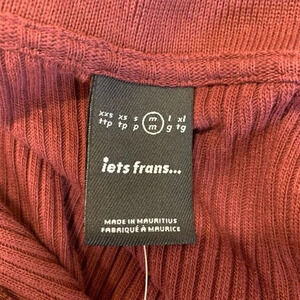 xxs xs s m l xl
ttp tp p m g tg
iets frans...
MADE IN MAURITIUS
FABRIQUÉ À MAURICE